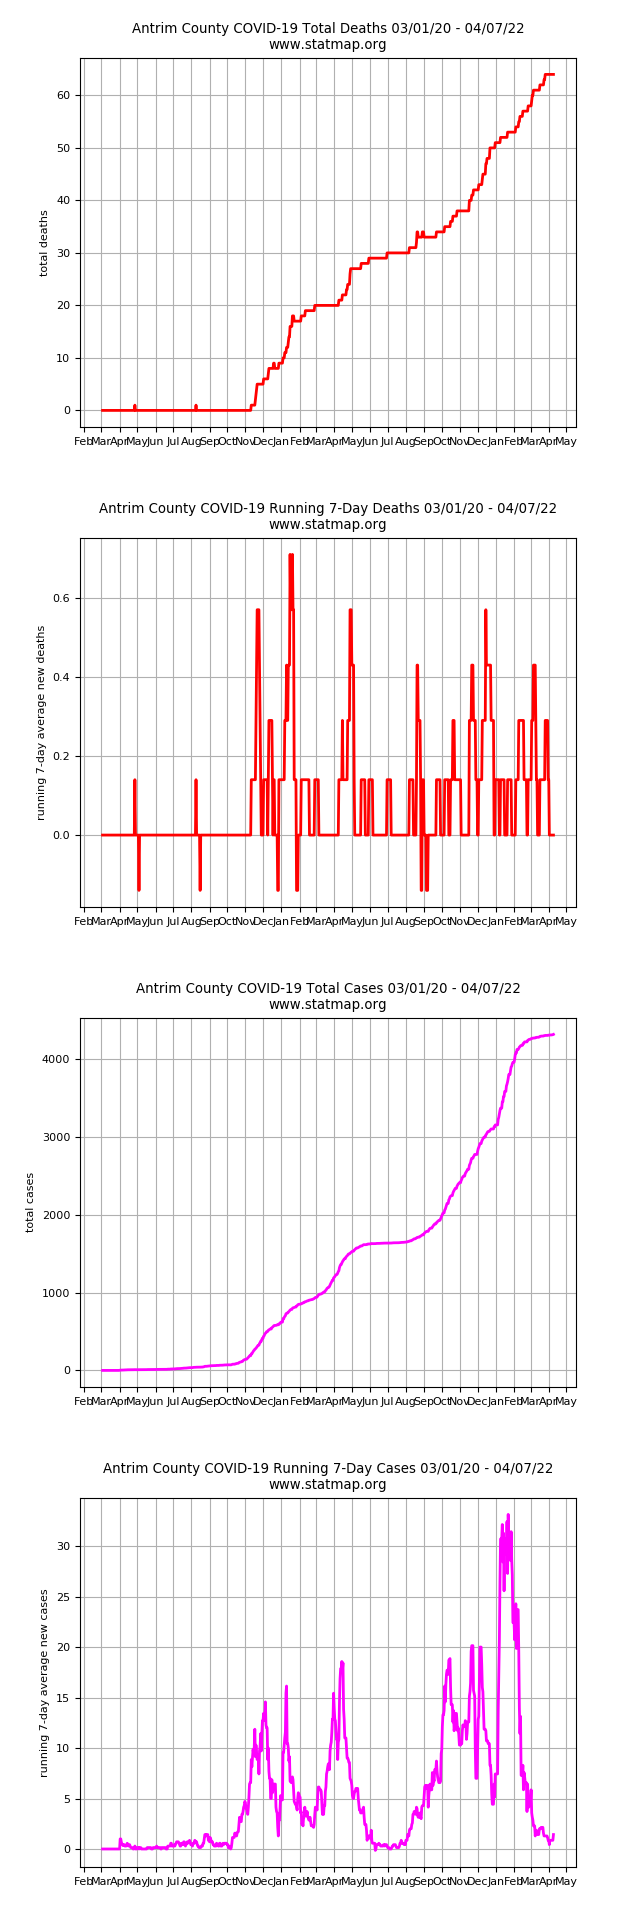 Antrim County COVID-19 Total Deaths 03/01/20 - 04/07/22
www.statmap.org
60
50
40
30
20
10
0
total deaths
Feb Mar Apr May Jun Jul Aug Sep Oct Nov Dec Jan Feb Mar Apr May Jun Jul Aug Sep Oct Nov Dec Jan Feb Mar Apr May
Antrim County COVID-19 Running 7-Day Deaths 03/01/20 - 04/07/22
www.statmap.org
0.6
0.4
0.2
0.0
running 7-day average new deaths
Feb Mar Apr May Jun Jul Aug Sep Oct Nov Dec Jan Feb Mar Apr May Jun Jul Aug Sep Oct Nov Dec Jan Feb Mar Apr May
Antrim County COVID-19 Total Cases 03/01/20 - 04/07/22
www.statmap.org
4000
3000
2000
1000
0
total cases
Feb Mar Apr May Jun Jul Aug Sep Oct Nov Dec Jan Feb Mar Apr May Jun Jul Aug Sep Oct Nov Dec Jan Feb Mar Apr May
Antrim County COVID-19 Running 7-Day Cases 03/01/20 - 04/07/22
www.statmap.org
30
25
20
15
10
5
0
running 7-day average new cases
Feb Mar Apr May Jun Jul Aug Sep Oct Nov Dec Jan Feb Mar Apr May Jun Jul Aug Sep Oct Nov Dec Jan Feb Mar Apr May